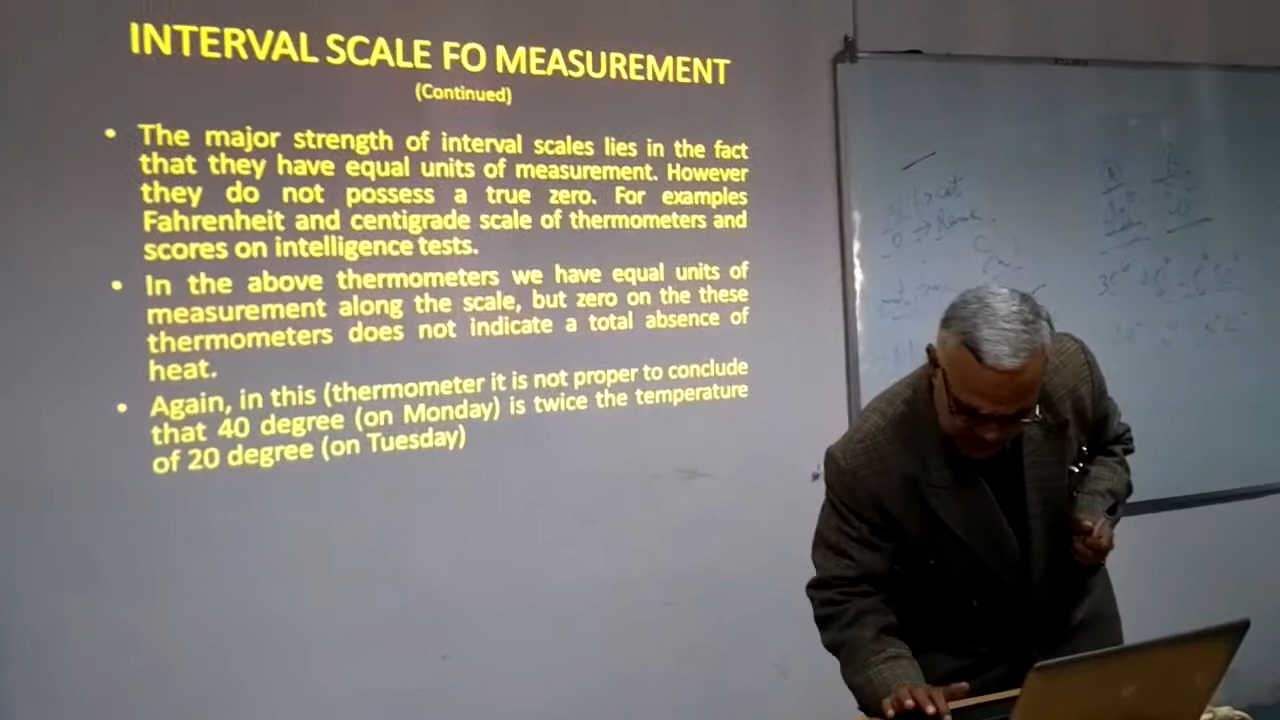 INTERVAL SCALE FO MEASUREMENT
(Continued)
• The major strength of interval scales lies in the fact
that they have equal units of measurement. However
they do not possess a true zero. For examples
Fahrenheit and centigrade scale of thermometers and
scores on intelligence tests.
• In the above thermometers we have equal units of
measurement along the scale, but zero on the these
thermometers does not indicate a total absence of
heat.
• Again, in this (thermometer it is not proper to conclude
that 40 degree (on Monday) is twice the temperature
of 20 degree (on Tuesday)